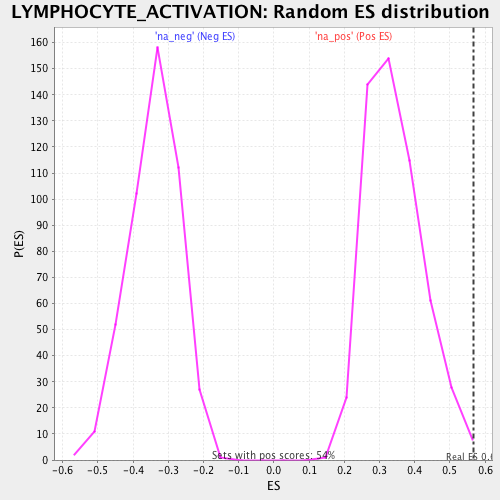 LYMPHOCYTE_ACTIVATION: Random ES distribution
'na_neg' (Neg ES) 'na_pos' (Pos ES)
160
150
140
130
120
110
100
90
80
70
60
50
40
30
20
10
0
P(ES)
Sets with pos scores: 54%
Real ES 0.6
-0.6 -0.5 -0.4 -0.3 -0.2 -0.1 0.0 0.1 0.2 0.3 0.4 0.5 0.6
ES